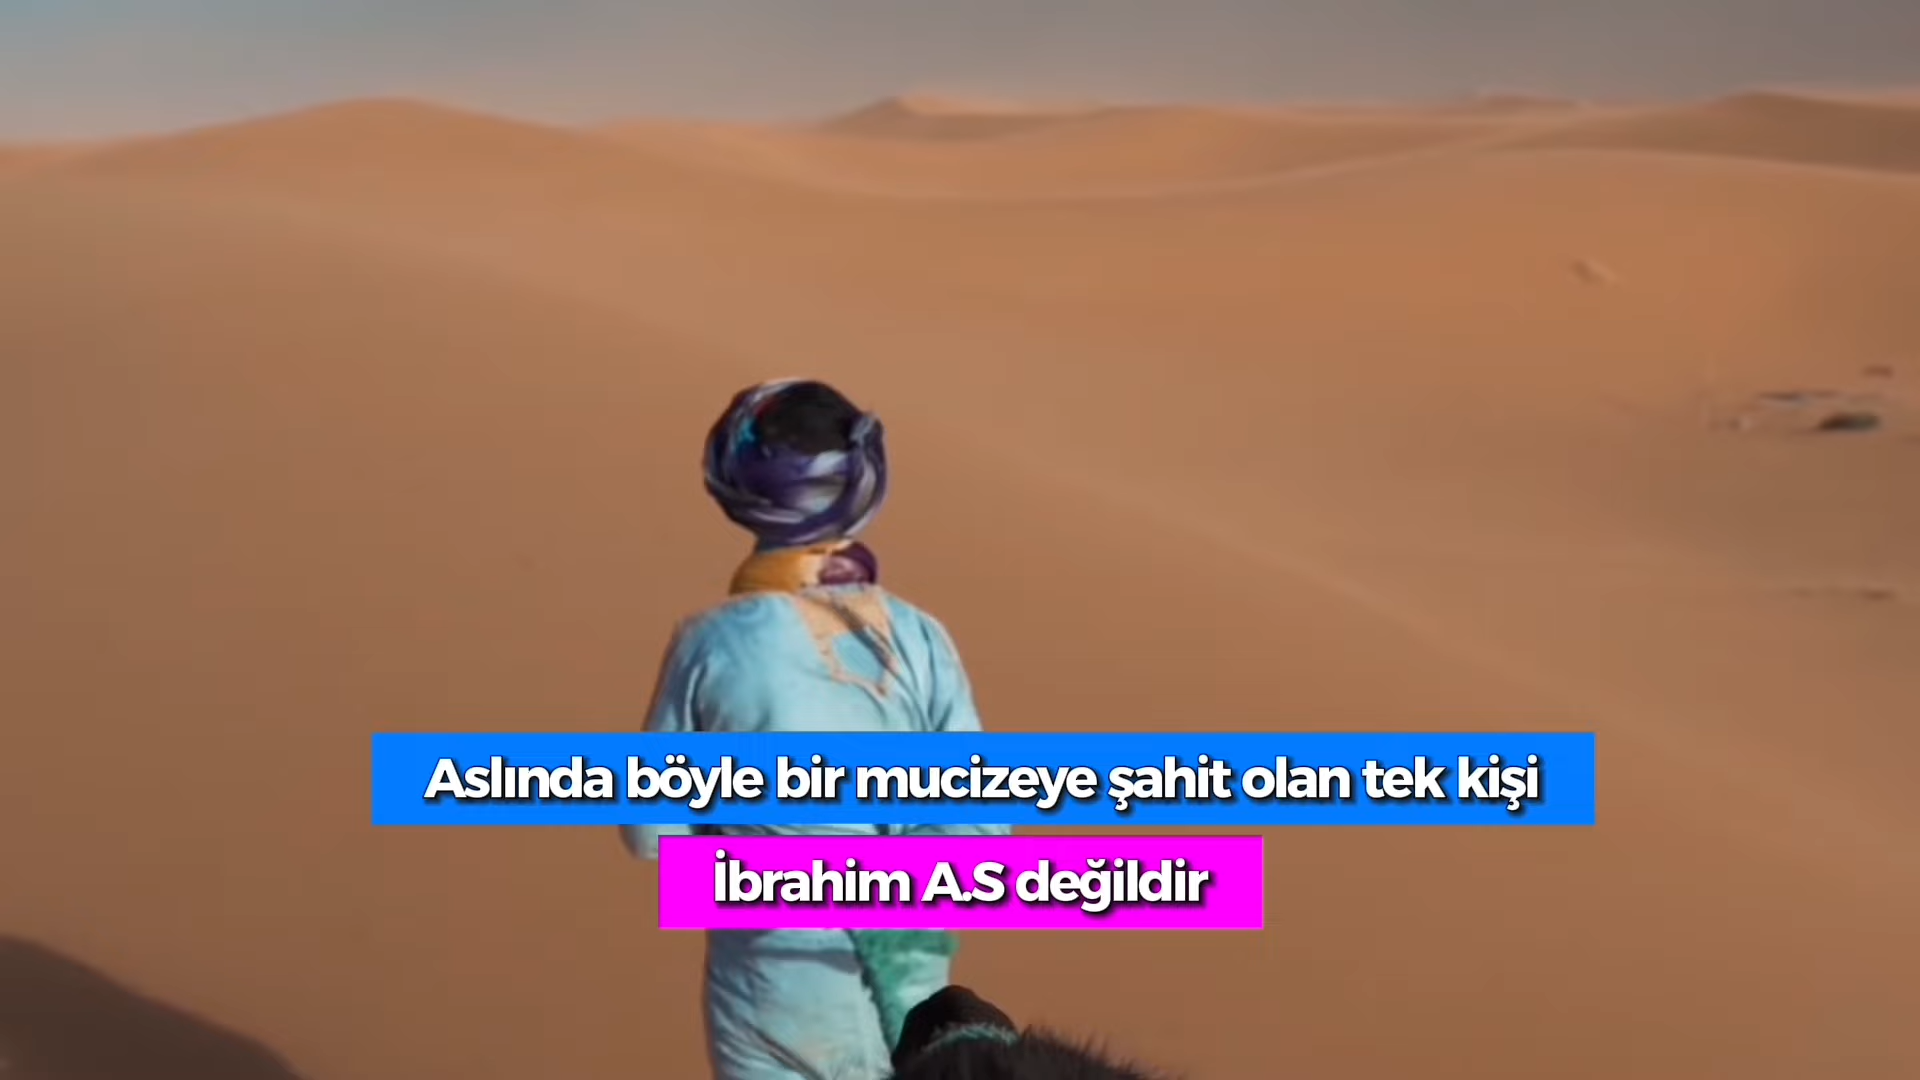 Aslında böyle bir mucizeye şahit olan tek kişi
İbrahim A.S değildir